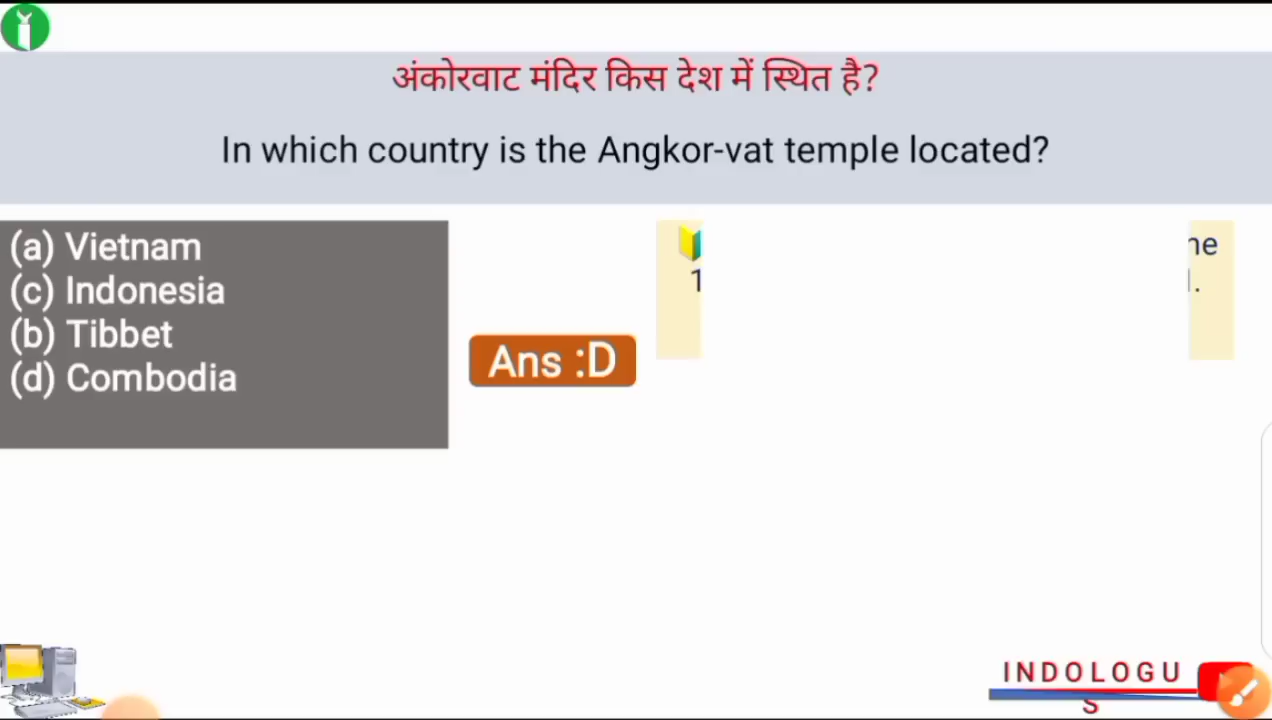 अंकोरवाट मंदिर किस देश में स्थित है?
In which country is the Angkor-vat temple located?
(a) Vietnam
(c) Indonesia
(b) Tibbet
(d) Combodia
Ans :D
INDOLOGU
S